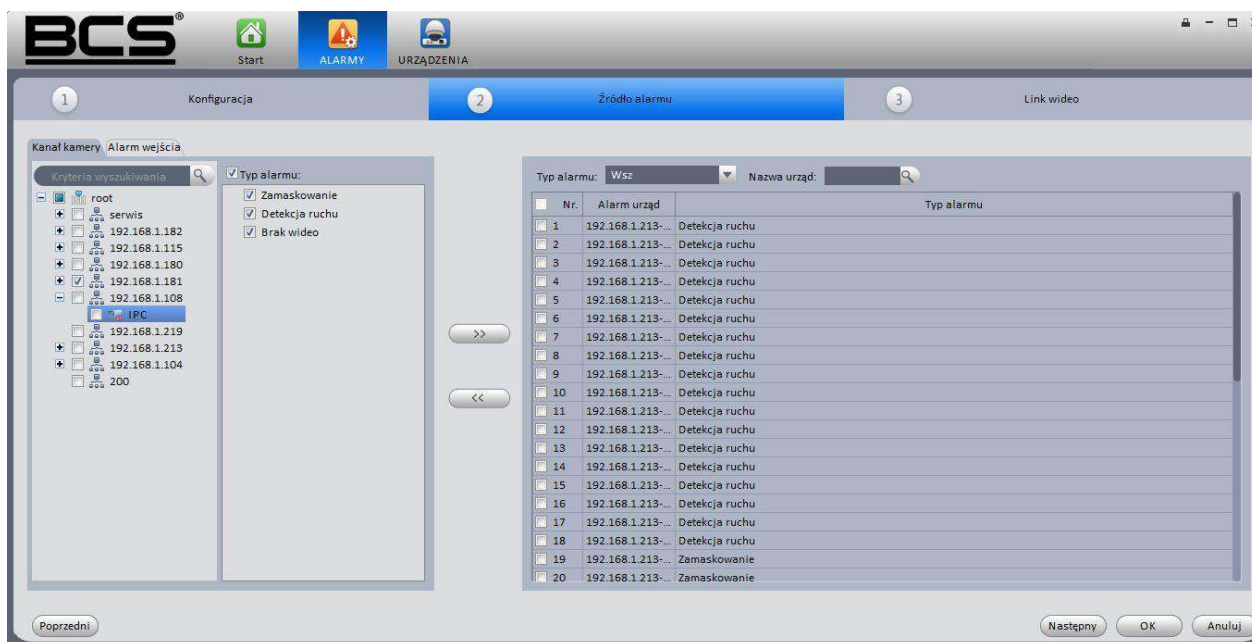 BCS®
Start
ALARMY
URZĄDZENIA
1 Konfiguracja
2 Źródło alarmu
3 Link wideo
Kanał kamery
Alarm wejścia
Kryteria wyszukiwania
root
serwis
192.168.1.182
192.168.1.115
192.168.1.180
192.168.1.181
192.168.1.108
IPC
192.168.1.219
192.168.1.213
192.168.1.104
200
Typ alarmu:
Zamaskowanie
Detekcja ruchu
Brak wideo
>>
<<
Typ alarmu: Wsz Nazwa urząd:
Nr. Alarm urząd Typ alarmu
1 192.168.1.213-... Detekcja ruchu
2 192.168.1.213-... Detekcja ruchu
3 192.168.1.213-... Detekcja ruchu
4 192.168.1.213-... Detekcja ruchu
5 192.168.1.213-... Detekcja ruchu
6 192.168.1.213-... Detekcja ruchu
7 192.168.1.213-... Detekcja ruchu
8 192.168.1.213-... Detekcja ruchu
9 192.168.1.213-... Detekcja ruchu
10 192.168.1.213-... Detekcja ruchu
11 192.168.1.213-... Detekcja ruchu
12 192.168.1.213-... Detekcja ruchu
13 192.168.1.213-... Detekcja ruchu
14 192.168.1.213-... Detekcja ruchu
15 192.168.1.213-... Detekcja ruchu
16 192.168.1.213-... Detekcja ruchu
17 192.168.1.213-... Detekcja ruchu
18 192.168.1.213-... Detekcja ruchu
19 192.168.1.213-... Zamaskowanie
20 192.168.1.213-... Zamaskowanie
Poprzedni
Następny
OK
Anuluj